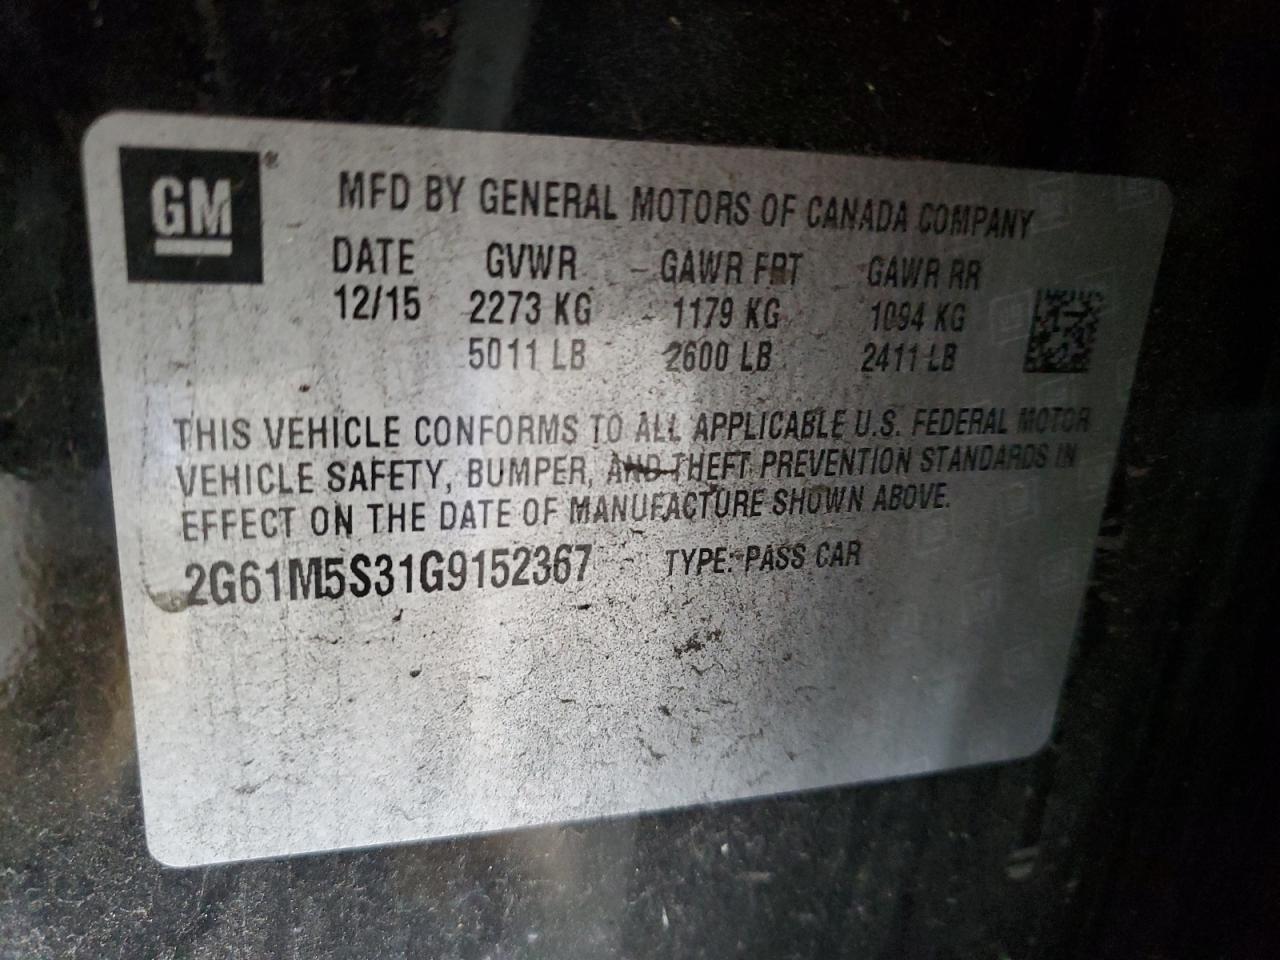 GM®
MFD BY GENERAL MOTORS OF CANADA COMPANY
DATE GVWR GAWR FRT GAWR RR
12/15 2273 KG 1179 KG 1094 KG
5011 LB 2600 LB 2411 LB
THIS VEHICLE CONFORMS TO ALL APPLICABLE U.S. FEDERAL MOTOR
VEHICLE SAFETY, BUMPER, AND THEFT PREVENTION STANDARDS IN
EFFECT ON THE DATE OF MANUFACTURE SHOWN ABOVE.
2G61M5S31G9152367 TYPE: PASS CAR